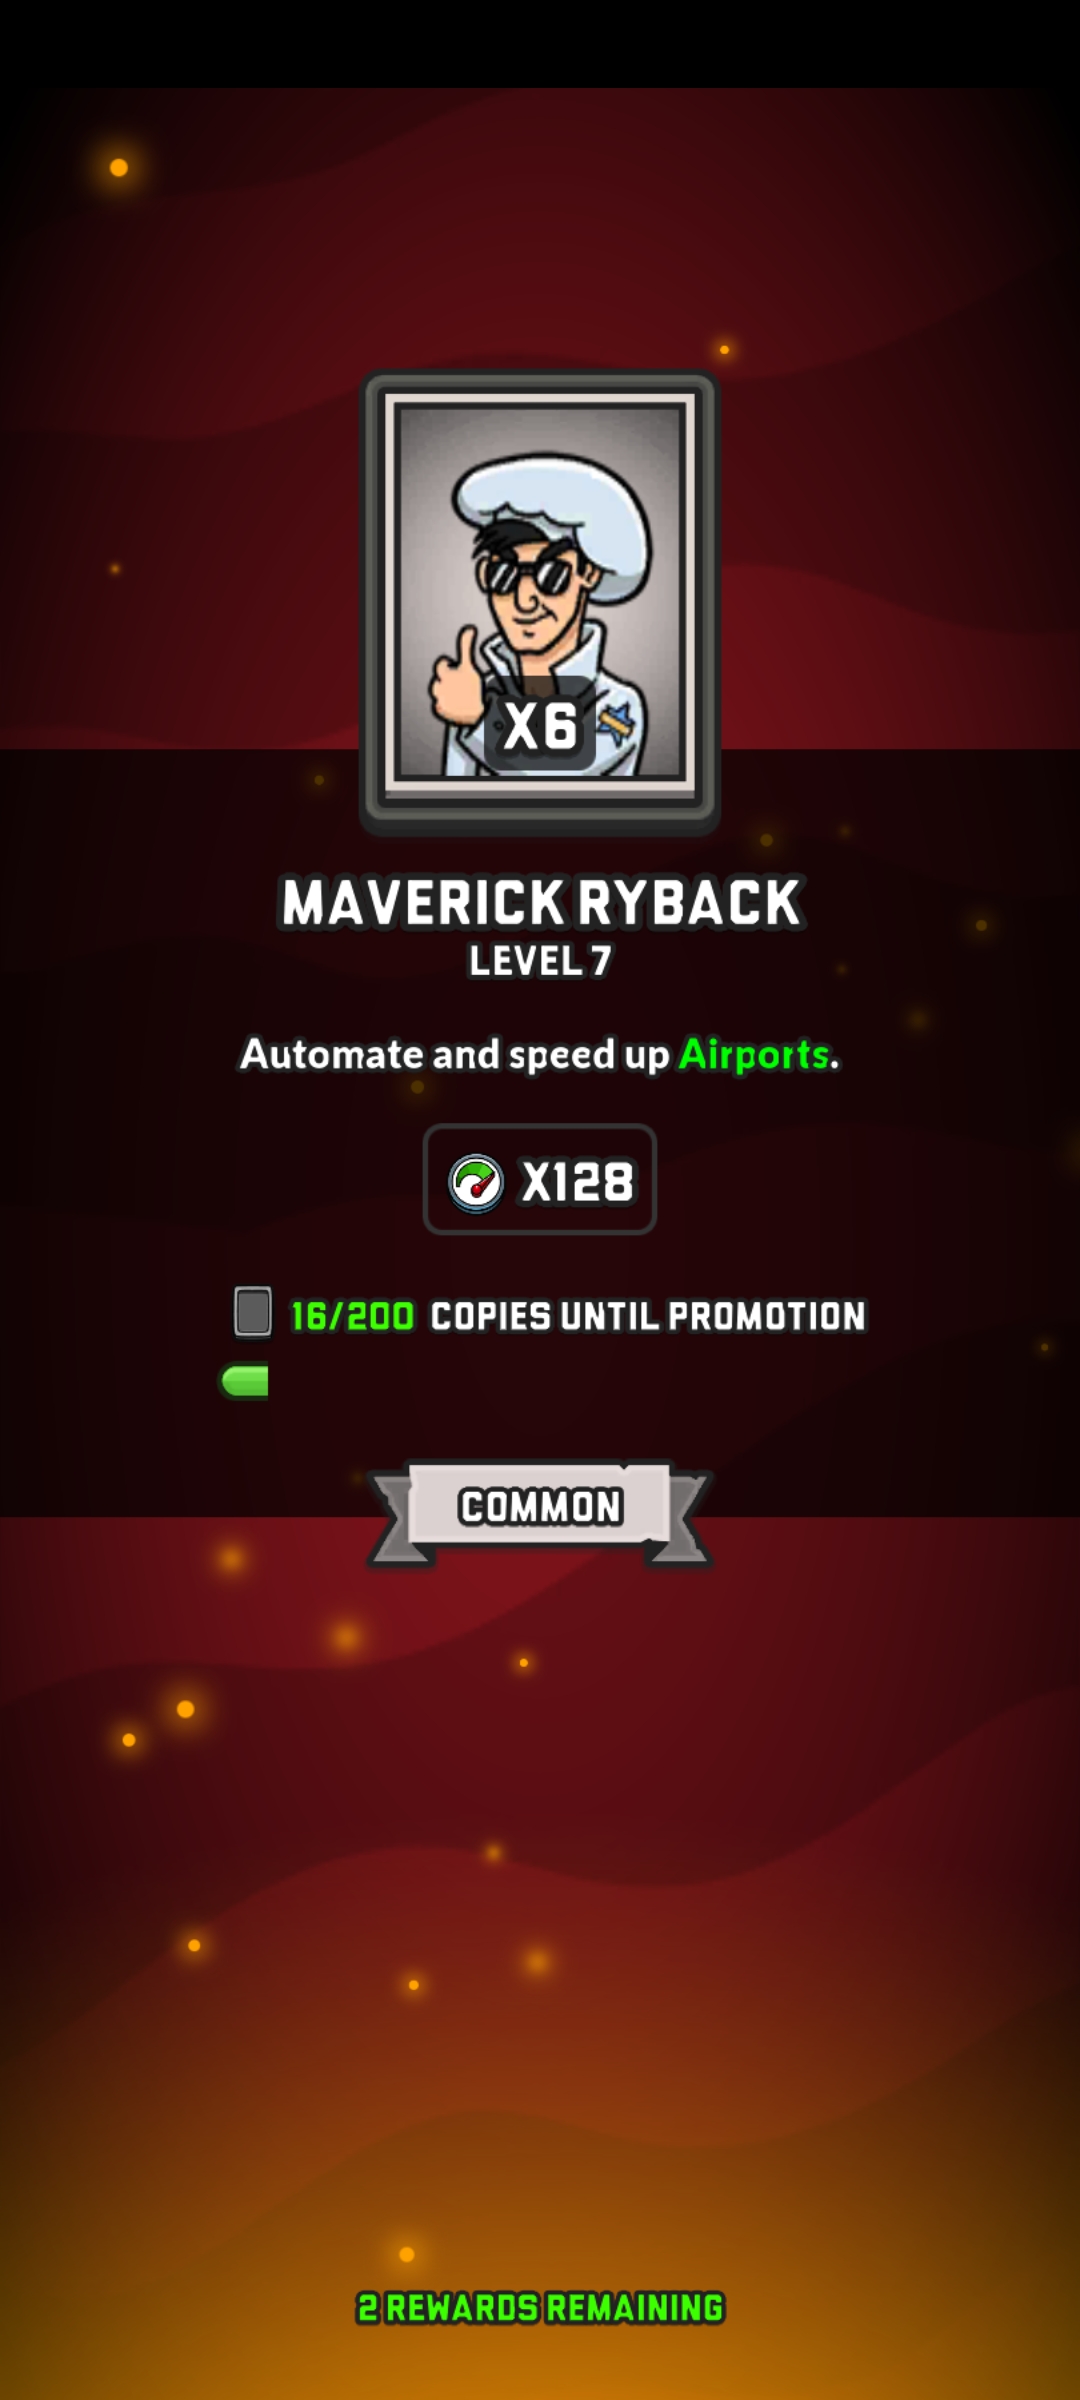 X6
MAVERICK RYBACK
LEVEL 7
Automate and speed up Airports.
X128
16/200 COPIES UNTIL PROMOTION
COMMON
2 REWARDS REMAINING